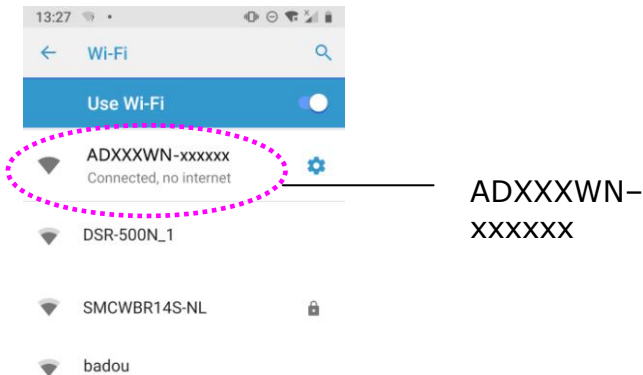 13:27
Wi-Fi
Use Wi-Fi
ADXXXWN-xxxxxx
Connected, no internet
ADXXXWN–
xxxxxx
DSR-500N_1
SMCWBR14S-NL
badou